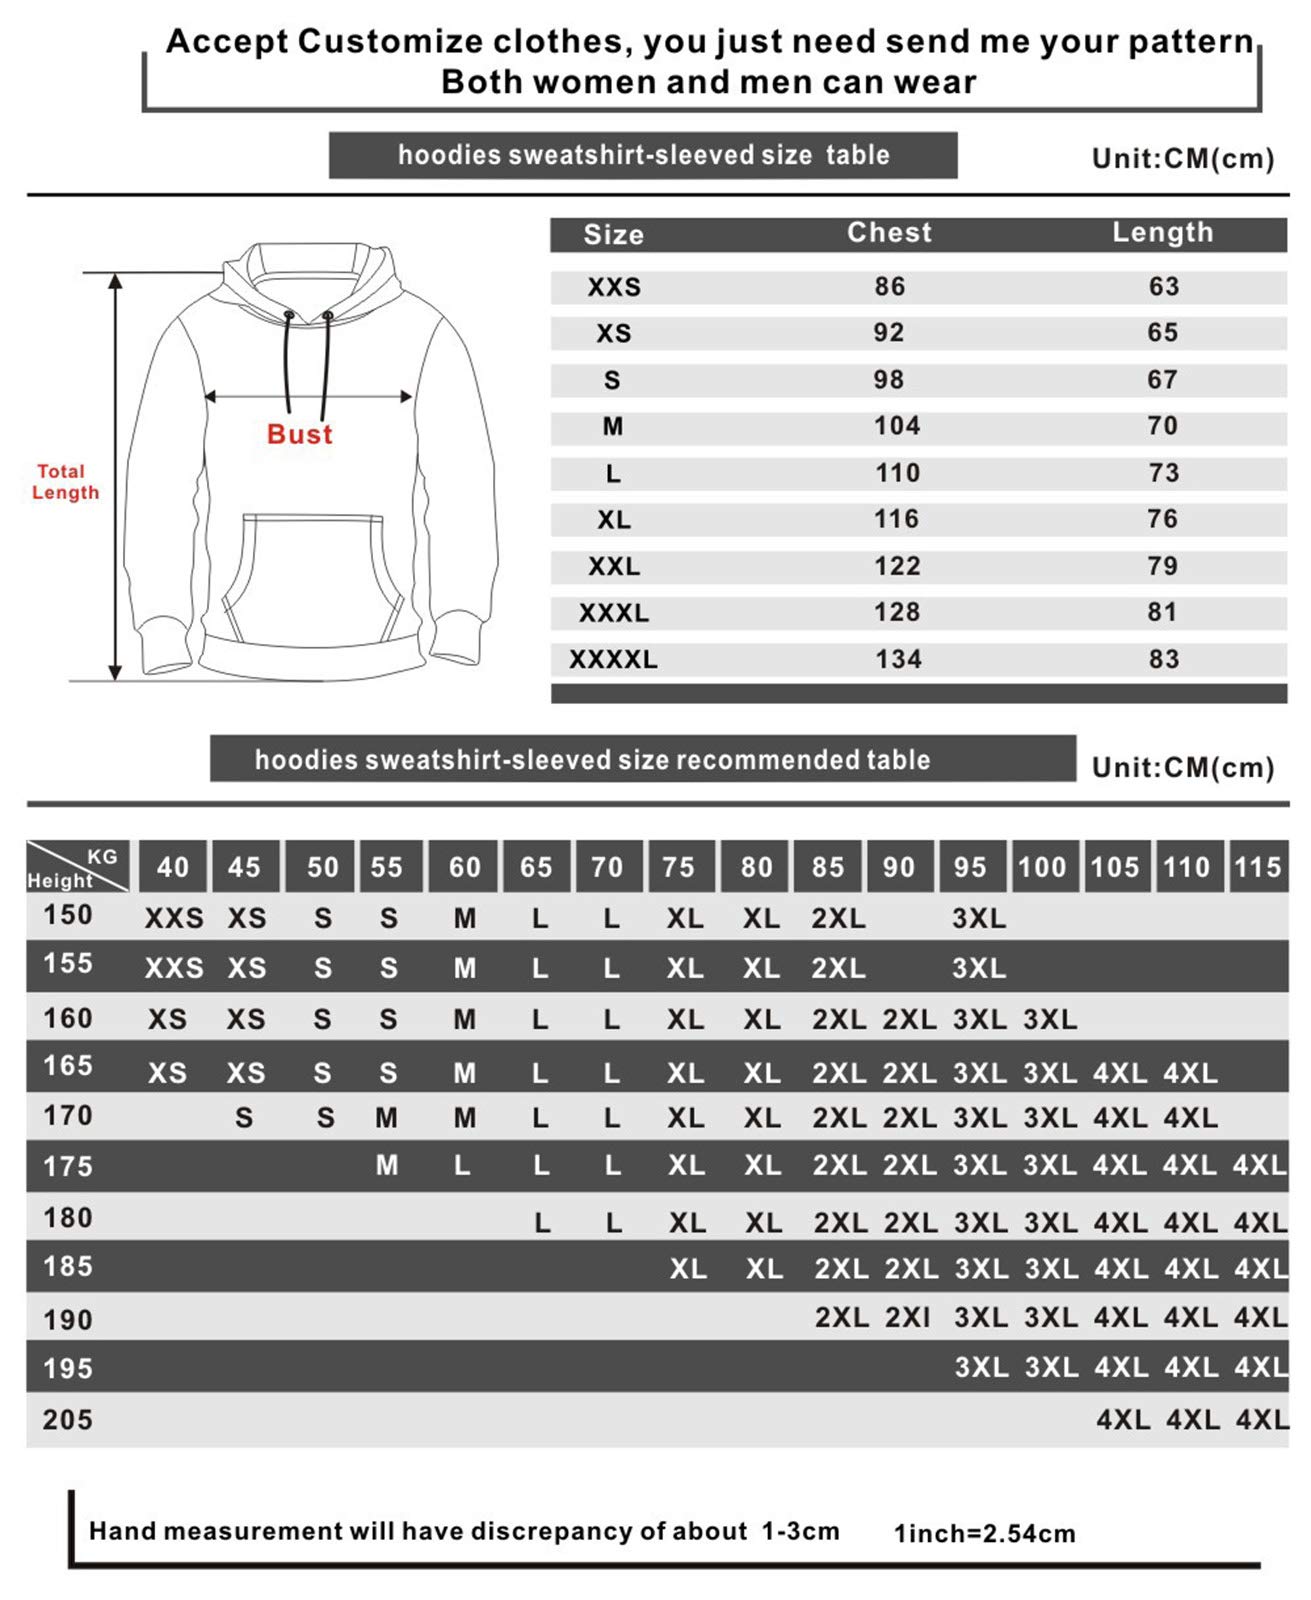 Accept Customize clothes, you just need send me your pattern
Both women and men can wear
hoodies sweatshirt-sleeved size table
Unit:CM(cm)
Size Chest Length
XXS 86 63
XS 92 65
S 98 67
M 104 70
L 110 73
XL 116 76
XXL 122 79
XXXL 128 81
XXXXL 134 83
Bust
Total
Length
hoodies sweatshirt-sleeved size recommended table
Unit:CM(cm)
KG
Height
40 45 50 55 60 65 70 75 80 85 90 95 100 105 110 115
150 XXS XS S S M L L XL XL 2XL 3XL
155 XXS XS S S M L L XL XL 2XL 3XL
160 XS XS S S M L L XL XL 2XL 2XL 3XL 3XL
165 XS XS S S M L L XL XL 2XL 2XL 3XL 3XL 4XL 4XL
170 S S M M L L XL XL 2XL 2XL 3XL 3XL 4XL 4XL
175 M L L L XL XL 2XL 2XL 3XL 3XL 4XL 4XL 4XL
180 L L XL XL 2XL 2XL 3XL 3XL 4XL 4XL 4XL
185 XL XL 2XL 2XL 3XL 3XL 4XL 4XL 4XL
190 2XL 2XI 3XL 3XL 4XL 4XL 4XL
195 3XL 3XL 4XL 4XL 4XL
205 4XL 4XL 4XL
Hand measurement will have discrepancy of about 1-3cm
1inch=2.54cm